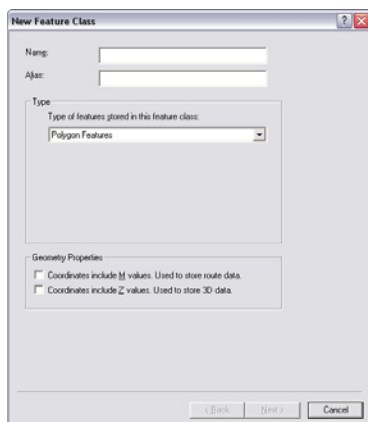 New Feature Class
Name:
Alias:
Type
Type of features stored in this feature class:
Polygon Features
Geometry Properties
Coordinates include M values. Used to store route data.
Coordinates include Z values. Used to store 3D data.
< Back Next > Cancel